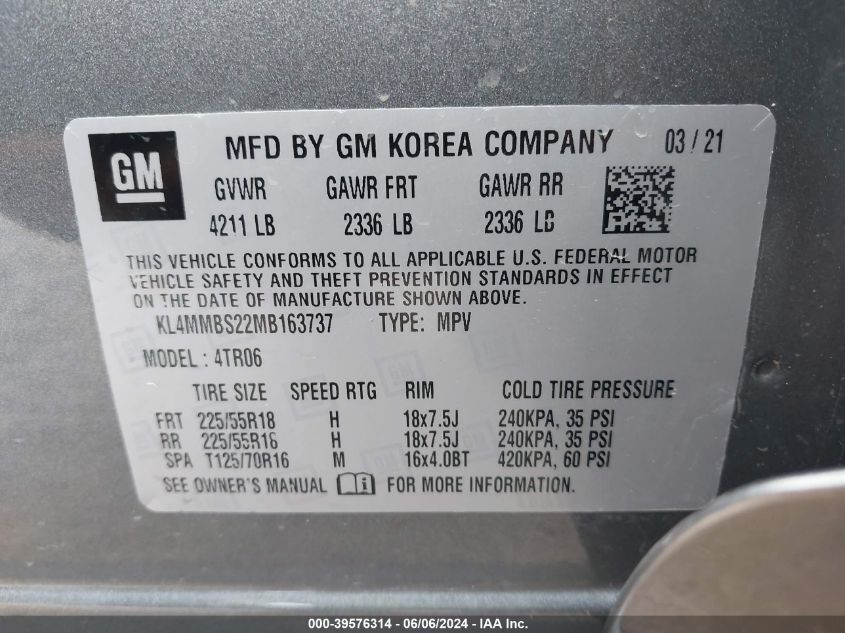 GM
MFD BY GM KOREA COMPANY 03 / 21
GVWR GAWR FRT GAWR RR
4211 LB 2336 LB 2336 LB
THIS VEHICLE CONFORMS TO ALL APPLICABLE U.S. FEDERAL MOTOR
VEHICLE SAFETY AND THEFT PREVENTION STANDARDS IN EFFECT
ON THE DATE OF MANUFACTURE SHOWN ABOVE.
KL4MMBS22MB163737 TYPE: MPV
MODEL : 4TR06
TIRE SIZE SPEED RTG RIM COLD TIRE PRESSURE
FRT 225/55R18 H 18x7.5J 240KPA, 35 PSI
RR 225/55R18 H 18x7.5J 240KPA, 35 PSI
SPA T125/70R16 M 16x4.0BT 420KPA, 60 PSI
SEE OWNER'S MANUAL FOR MORE INFORMATION.
000-39576314 - 06/06/2024 - IAA Inc.